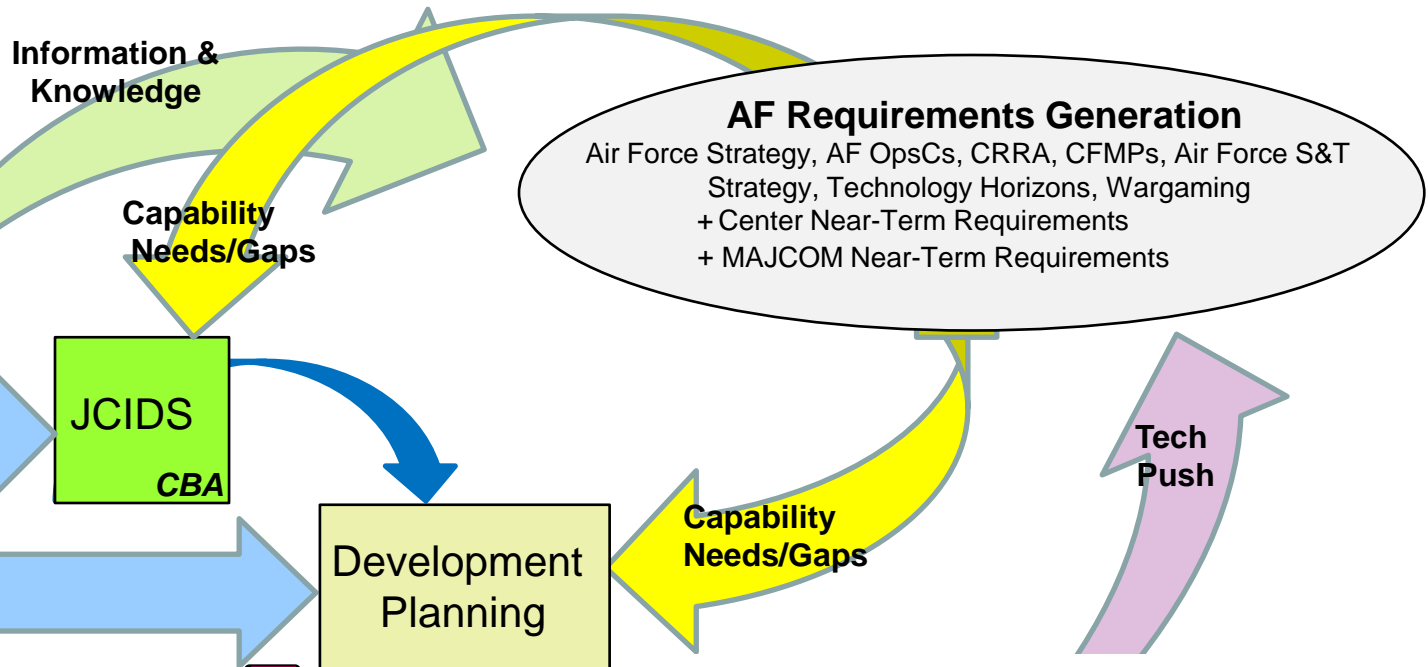 Information &
Knowledge
AF Requirements Generation
Air Force Strategy, AF OpsCs, CRRA, CFMPs, Air Force S&T
Strategy, Technology Horizons, Wargaming
+ Center Near-Term Requirements
+ MAJCOM Near-Term Requirements
Capability
Needs/Gaps
JCIDS
CBA
Tech
Push
Capability
Needs/Gaps
Development
Planning